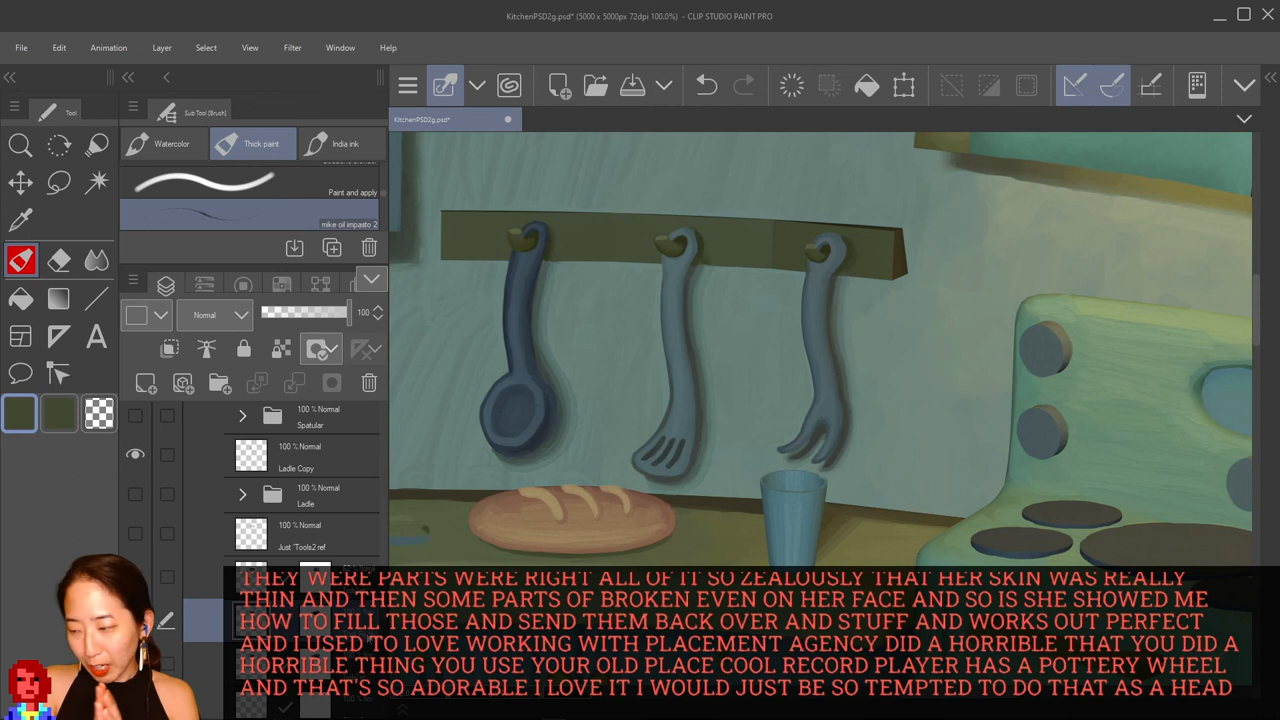 KitchenPSD2g.psd* (5000 x 5000px 72dpi 100.0%) - CLIP STUDIO PAINT PRO
File Edit Animation Layer Select View Filter Window Help
Tool
Sub Tool [Brush]
KitchenPSD2g.psd*
Watercolor Thick paint India ink
Paint and apply
mike oil impasto 2
Normal 100
100 % Normal
Spatular
100 % Normal
Ladle Copy
100 % Normal
Ladle
100 % Normal
Just 'Tools2 ref
THEY WERE PARTS WERE RIGHT ALL OF IT SO ZEALOUSLY THAT HER SKIN WAS REALLY
THIN AND THEN SOME PARTS OF BROKEN EVEN ON HER FACE AND SO IS SHE SHOWED ME
HOW TO FILL THOSE AND SEND THEM BACK OVER AND STUFF AND WORKS OUT PERFECT
AND I USED TO LOVE WORKING WITH PLACEMENT AGENCY DID A HORRIBLE THAT YOU DID A
HORRIBLE THING YOU USE YOUR OLD PLACE COOL RECORD PLAYER HAS A POTTERY WHEEL
AND THAT'S SO ADORABLE I LOVE IT I WOULD JUST BE SO TEMPTED TO DO THAT AS A HEAD